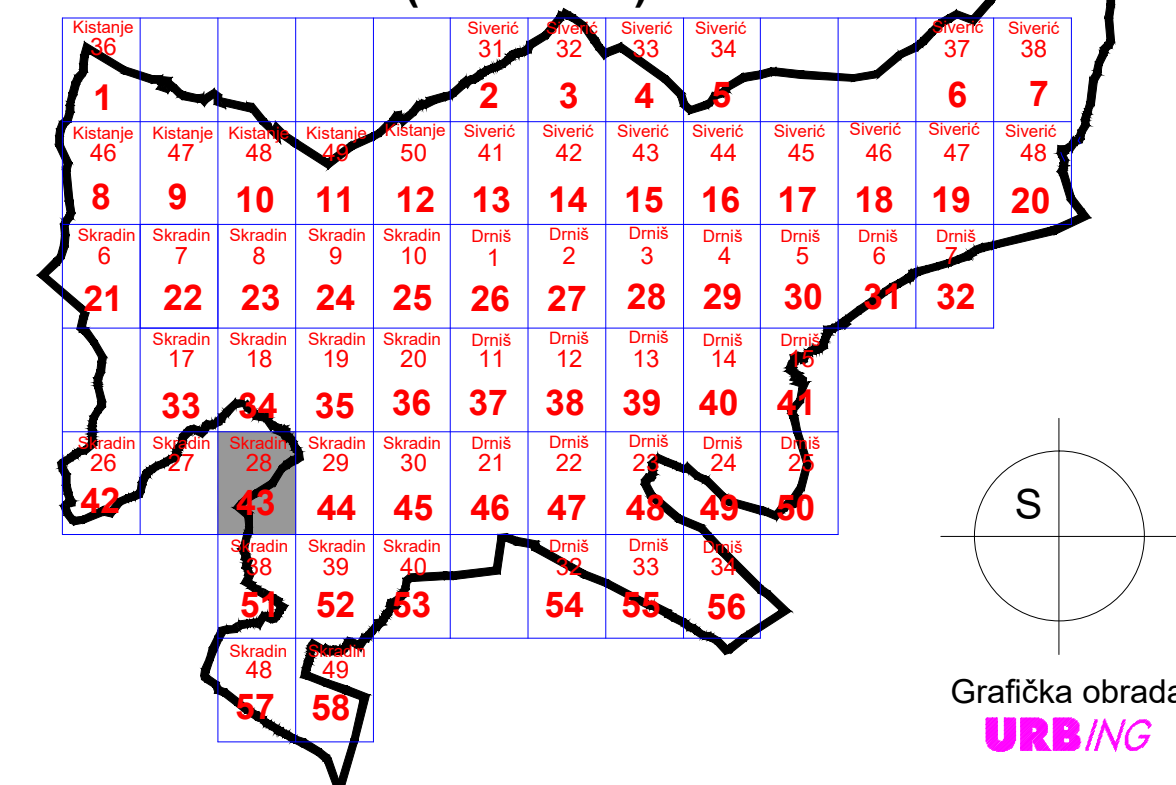 Kistanje Siverić Siverić Siverić Siverić Siverić Siverić
36 31 32 33 34 37 38
1 2 3 4 5 6 7
Kistanje Kistanje Kistanje Kistanje Kistanje Siverić Siverić Siverić Siverić Siverić Siverić Siverić Siverić
46 47 48 49 50 41 42 43 44 45 46 47 48
8 9 10 11 12 13 14 15 16 17 18 19 20
Skradin Skradin Skradin Skradin Skradin Drniš Drniš Drniš Drniš Drniš Drniš Drniš
6 7 8 9 10 1 2 3 4 5 6 7
21 22 23 24 25 26 27 28 29 30 31 32
Skradin Skradin Skradin Skradin Drniš Drniš Drniš Drniš Drniš
17 18 19 20 11 12 13 14 15
33 34 35 36 37 38 39 40 41
Skradin Skradin Skradin Skradin Skradin Drniš Drniš Drniš Drniš Drniš
26 27 28 29 30 21 22 23 24 25
42 43 44 45 46 47 48 49 50
Skradin Skradin Skradin Drniš Drniš Drniš
38 39 40 32 33 34
51 52 53 54 55 56
Skradin Skradin
48 49
57 58
S
Grafička obrada
URBING